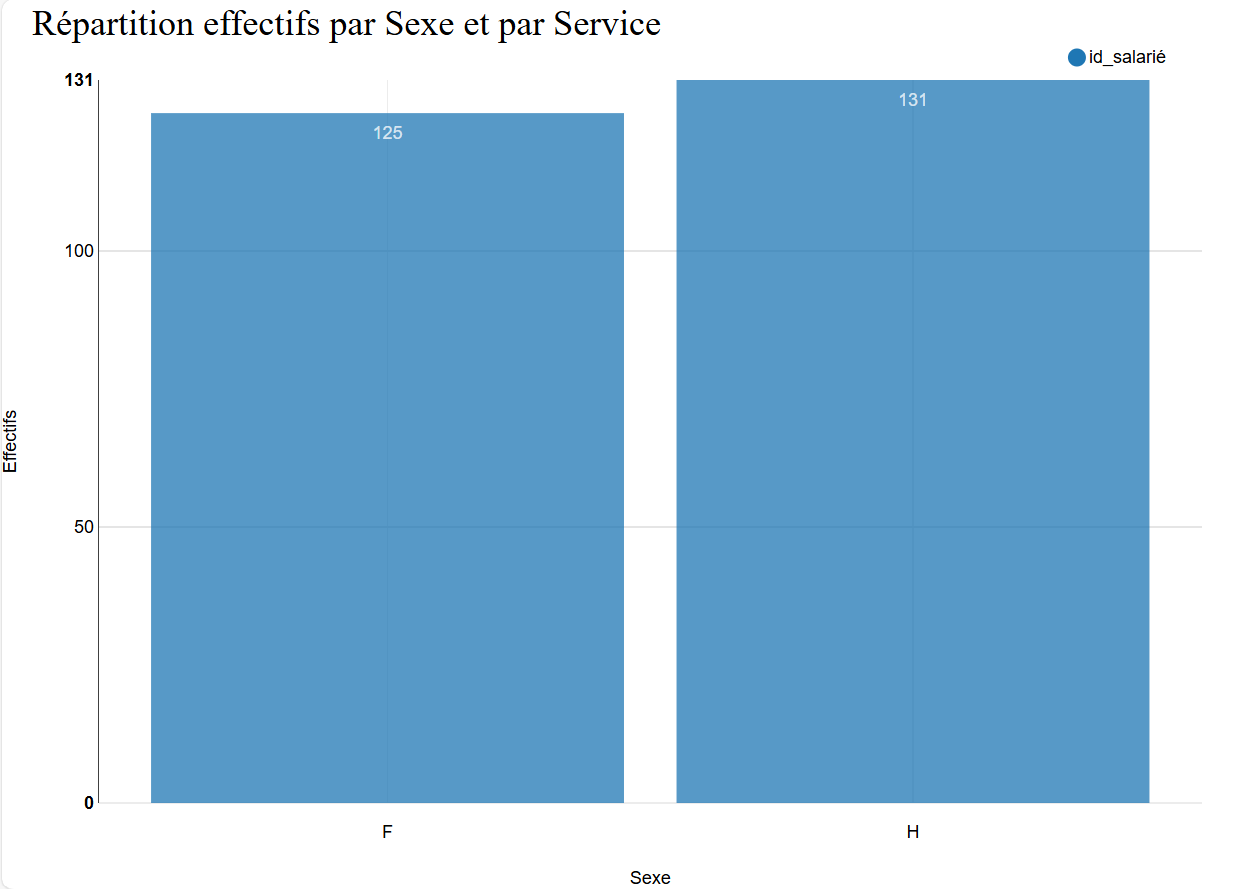 Répartition effectifs par Sexe et par Service
id_salarié
131
131
125
100
Effectifs
50
0
F
H
Sexe